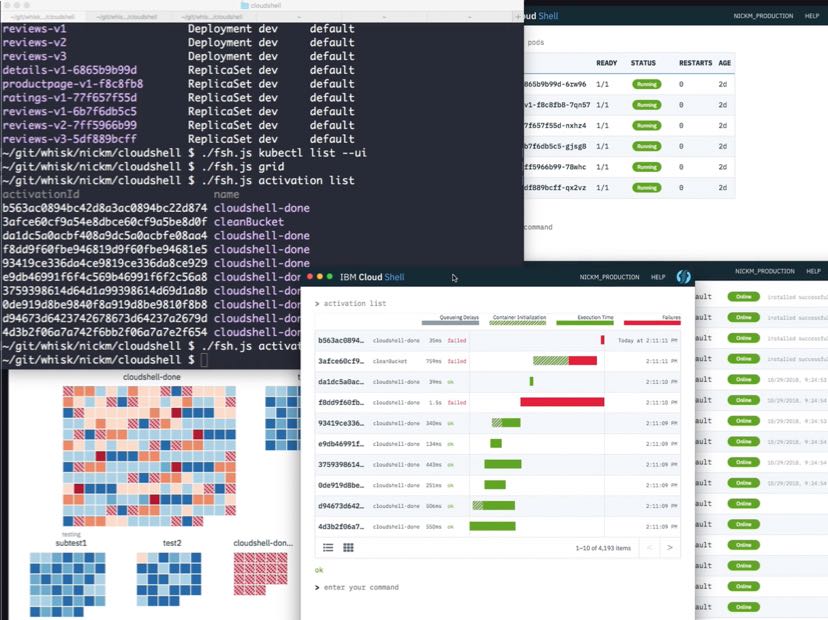 cloudshell
~/git/whisk/nickm/cloudshell
~/git/whisk/nickm/cloudshell
~/git/whisk/nickm/cloudshell
reviews-v1 Deployment dev default
reviews-v2 Deployment dev default
reviews-v3 Deployment dev default
details-v1-6865b9b99d ReplicaSet dev default
productpage-v1-f8c8fb8 ReplicaSet dev default
ratings-v1-77f657f55d ReplicaSet dev default
reviews-v1-6b7f6db5c5 ReplicaSet dev default
reviews-v2-7ff5966b99 ReplicaSet dev default
reviews-v3-5df889bcff ReplicaSet dev default
~/git/whisk/nickm/cloudshell $ ./fsh.js kubectl list --ui
~/git/whisk/nickm/cloudshell $ ./fsh.js grid
~/git/whisk/nickm/cloudshell $ ./fsh.js activation list
activationId name
b563ac0894bc42d8a3ac0894bc22d874 cloudshell-done
3afce60cf9a54e8dbce60cf9a5be8d0f cleanBucket
da1dc5a0acbf408a9dc5a0acbfe08aa4 cloudshell-done
f8dd9f60fbe946819d9f60fbe94681e5 cloudshell-done
93419ce336da4ce9819ce336da8ce929 cloudshell-don
e9db46991f6f4c569b46991f6f2c56a8 cloudshell-don
3759398614d64d1a99398614d69d1a8b cloudshell-don
0de919d8be9840f8a919d8be9810f8b8 cloudshell-don
d94673d6423742678673d64237a2679d cloudshell-don
4d3b2f06a7a742f6bb2f06a7a7e2f654 cloudshell-don
~/git/whisk/nickm/cloudshell $ ./fsh.js activat
~/git/whisk/nickm/cloudshell $
oud Shell NICKM_PRODUCTION HELP
pods
READY STATUS RESTARTS AGE
865b9b99d-6rw96 1/1 Running 0 2d
v1-f8c8fb8-7qn57 1/1 Running 0 2d
7f657f55d-nxhz4 1/1 Running 0 2d
b7f6db5c5-gjsg8 1/1 Running 0 2d
ff5966b99-78whc 1/1 Running 0 2d
df889bcff-qx2vz 1/1 Running 0 2d
command
IBM Cloud Shell NICKM_PRODUCTION HELP
> activation list
Queueing Delays Container Initialization Execution Time Failures
b563ac0894... cloudshell-done 35ms failed Today at 2:11:11 PM
3afce60cf9... cleanBucket 759ms failed 2:11:11 PM
da1dc5a0ac... cloudshell-done 39ms ok 2:11:10 PM
f8dd9f60fb... cloudshell-done 1.5s failed 2:11:10 PM
93419ce336... cloudshell-done 340ms ok 2:11:09 PM
e9db46991f... cloudshell-done 134ms ok 2:11:09 PM
3759398614... cloudshell-done 443ms ok 2:11:09 PM
0de919d8be... cloudshell-done 251ms ok 2:11:09 PM
d94673d642... cloudshell-done 506ms ok 2:11:09 PM
4d3b2f06a7... cloudshell-done 550ms ok 2:11:09 PM
1–10 of 4,193 items < >
ok
> enter your command
NICKM_PRODUCTION HELP
ault Online installed successful
ault Online installed successful
ault Online installed successful
ault Online installed successful
ault Online 10/29/2018, 9:24:54
ault Online 10/29/2018, 9:24:54
ault Online 10/29/2018, 9:24:53
ault Online 10/29/2018, 9:24:54
ault Online 10/29/2018, 9:24:52
ault Online 10/29/2018, 9:24:54
ault Online
ault Online
ault Online
ault Online
ault Online
ault Online
cloudshell-done
t
testing
subtest1
test2
cloudshell-don...